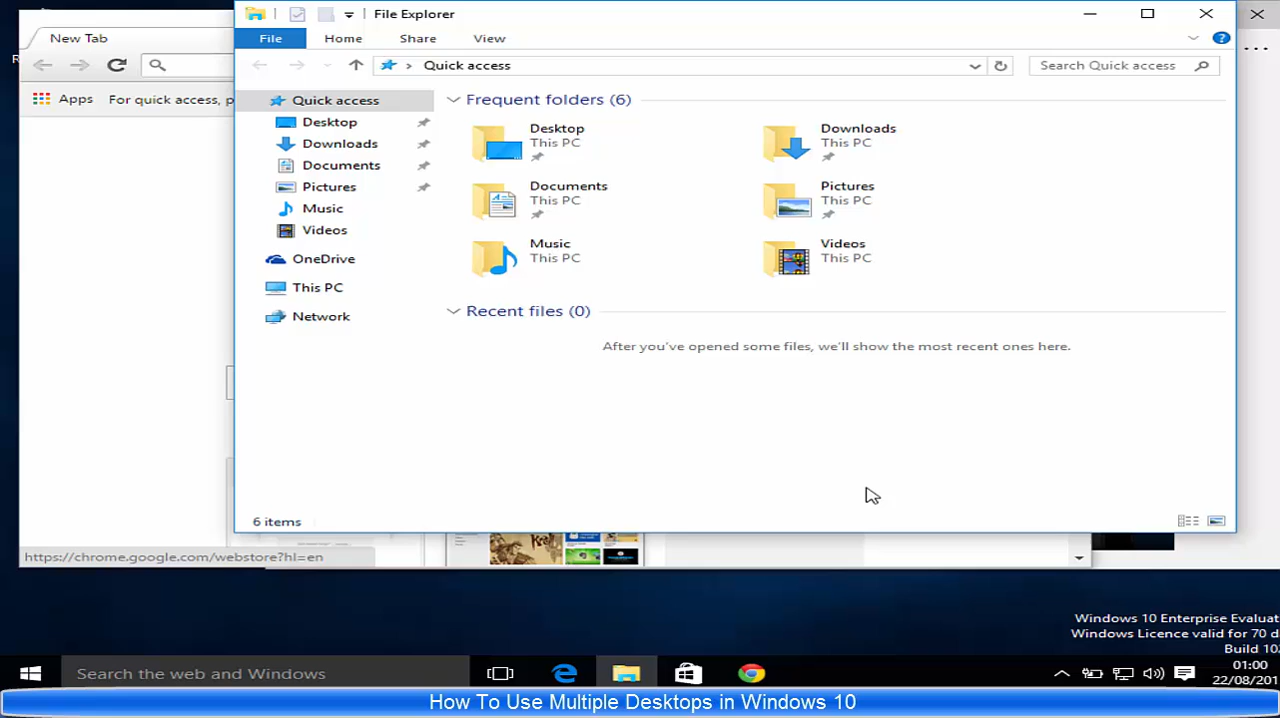 File Explorer
New Tab
File Home Share View
Quick access
Search Quick access
Apps For quick access, p
Quick access
Desktop
Downloads
Documents
Pictures
Music
Videos
OneDrive
This PC
Network
Frequent folders (6)
Desktop
This PC
Downloads
This PC
Documents
This PC
Pictures
This PC
Music
This PC
Videos
This PC
Recent files (0)
After you've opened some files, we'll show the most recent ones here.
6 items
https://chrome.google.com/webstore?hl=en
Windows 10 Enterprise Evaluat
Windows Licence valid for 70 d
Build 10
Search the web and Windows
01:00
22/08/201
How To Use Multiple Desktops in Windows 10